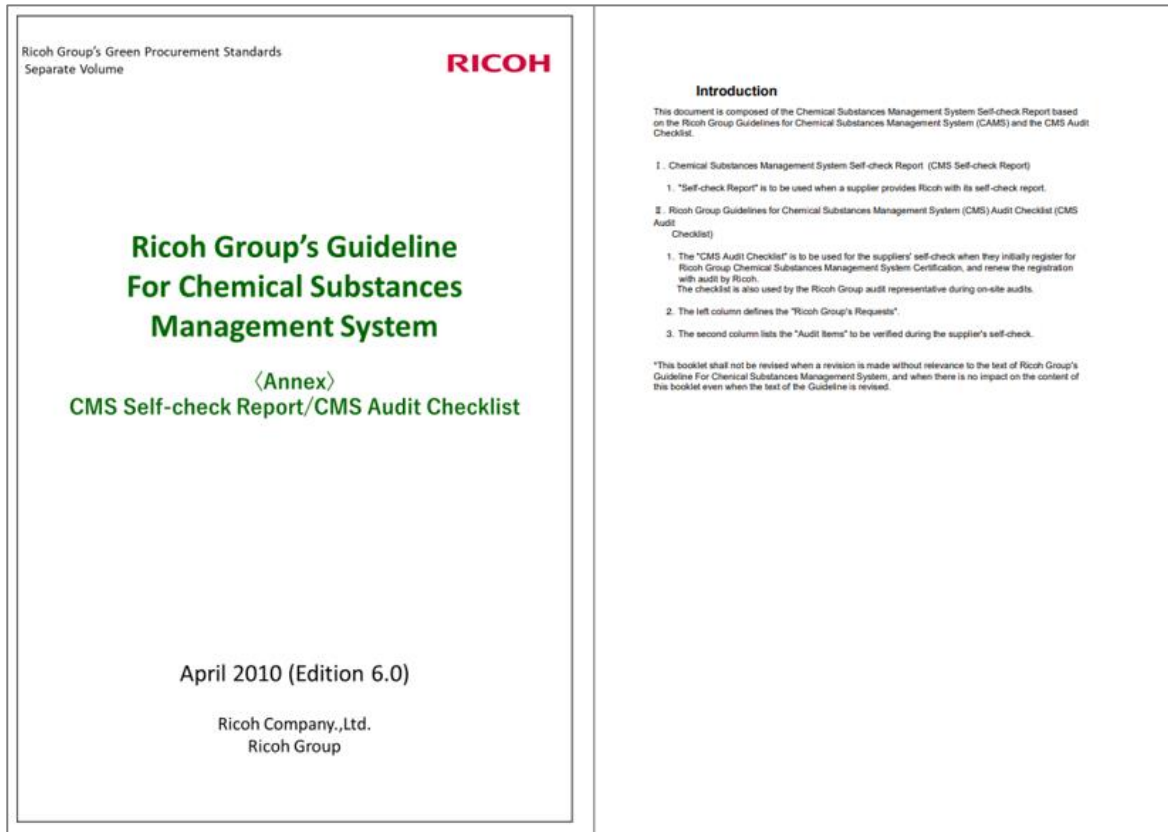 Ricoh Group's Green Procurement Standards
Separate Volume
RICOH
Ricoh Group's Guideline
For Chemical Substances
Management System
〈Annex〉
CMS Self-check Report/CMS Audit Checklist
April 2010 (Edition 6.0)
Ricoh Company.,Ltd.
Ricoh Group
Introduction
This document is composed of the Chemical Substances Management System Self-check Report based
on the Ricoh Group Guidelines for Chemical Substances Management System (CAMS) and the CMS Audit
Checklist.
Ⅰ. Chemical Substances Management System Self-check Report (CMS Self-check Report)
1. "Self-check Report" is to be used when a supplier provides Ricoh with its self-check report.
Ⅱ. Ricoh Group Guidelines for Chemical Substances Management System (CMS) Audit Checklist (CMS
Audit
Checklist)
1. The "CMS Audit Checklist" is to be used for the suppliers' self-check when they initially register for
Ricoh Group Chemical Substances Management System Certification, and renew the registration
with audit by Ricoh.
The checklist is also used by the Ricoh Group audit representative during on-site audits.
2. The left column defines the "Ricoh Group's Requests".
3. The second column lists the "Audit Items" to be verified during the supplier's self-check.
*This booklet shall not be revised when a revision is made without relevance to the text of Ricoh Group's
Guideline For Chemical Substances Management System, and when there is no impact on the content of
this booklet even when the text of the Guideline is revised.